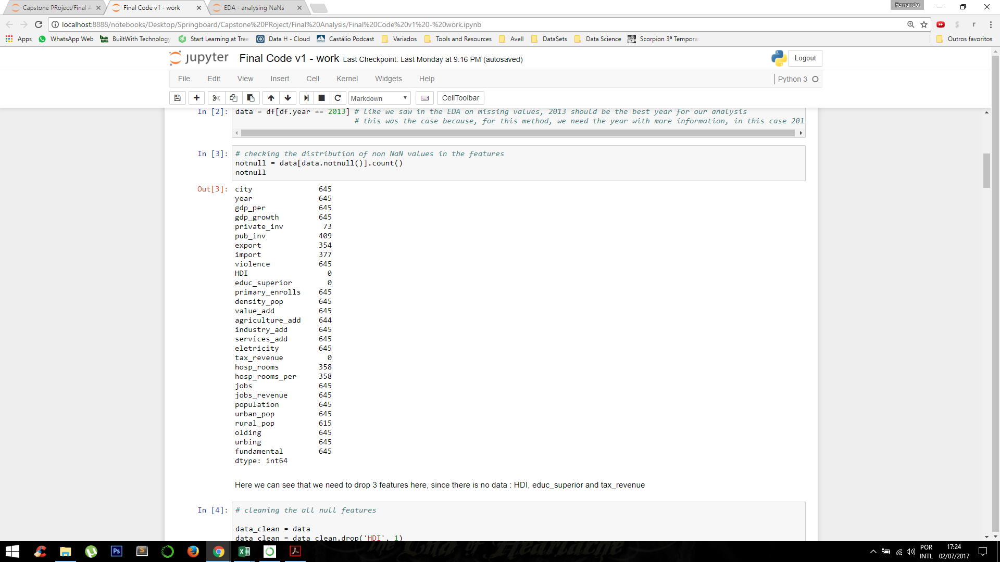 Capstone PRoject/Final A
Final Code v1 - work
EDA - analysing NaNs
Fernando
localhost:8888/notebooks/Desktop/Springboard/Capstone%20PRoject/Final%20Analysis/Final%20Code%20v1%20-%20work.ipynb
Apps
WhatsApp Web
BuiltWith Technology
Start Learning at Tree
Data H - Cloud
Castálio Podcast
Variados
Tools and Resources
Avell
DataSets
Data Science
Scorpion 3ª Tempora
Outros favoritos
jupyter Final Code v1 - work Last Checkpoint: Last Monday at 9:16 PM (autosaved)
Logout
File Edit View Insert Cell Kernel Widgets Help
Python 3
Markdown
CellToolbar
In [2]: data = df[df.year == 2013] # like we saw in the EDA on missing values, 2013 should be the best year for our analysis
# this was the case because, for this method, we need the year with more information, in this case 201
In [3]: # checking the distribution of non NaN values in the features
notnull = data[data.notnull()].count()
notnull
Out[3]: city 645
year 645
gdp_per 645
gdp_growth 645
private_inv 73
pub_inv 409
export 354
import 377
violence 645
HDI 0
educ_superior 0
primary_enrolls 645
density_pop 645
value_add 645
agriculture_add 644
industry_add 645
services_add 645
eletricity 645
tax_revenue 0
hosp_rooms 358
hosp_rooms_per 358
jobs 645
jobs_revenue 645
population 645
urban_pop 645
rural_pop 615
olding 645
urbing 645
fundamental 645
dtype: int64
Here we can see that we need to drop 3 features here, since there is no data : HDI, educ_superior and tax_revenue
In [4]: # cleaning the all null features
data_clean = data
data_clean = data_clean.drop('HDI', 1)
The End of Heartache
Ps
S
POR
INTL
17:24
02/07/2017